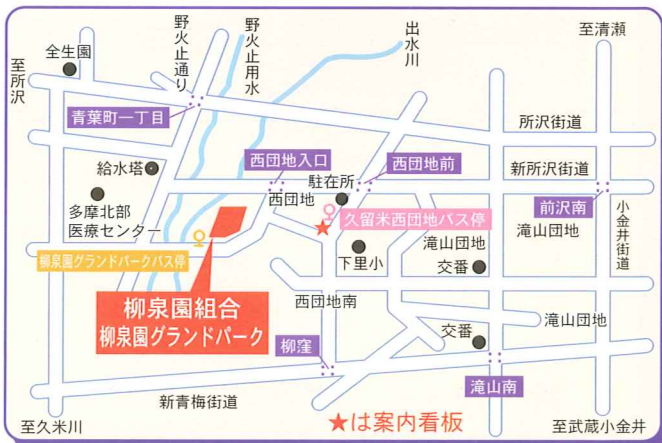 至清瀬
野火止通り
野火止用水
出水川
全生園
至所沢
青葉町一丁目
所沢街道
西団地入口
西団地前
新所沢街道
給水塔
駐在所
西団地
前沢南
多摩北部
医療センター
久留米西団地バス停
小金井街道
滝山団地
滝山団地
柳泉園グランドパークバス停
下里小
交番
柳泉園組合
柳泉園グランドパーク
西団地南
滝山団地
交番
柳窪
滝山南
新青梅街道
至久米川
★は案内看板
至武蔵小金井